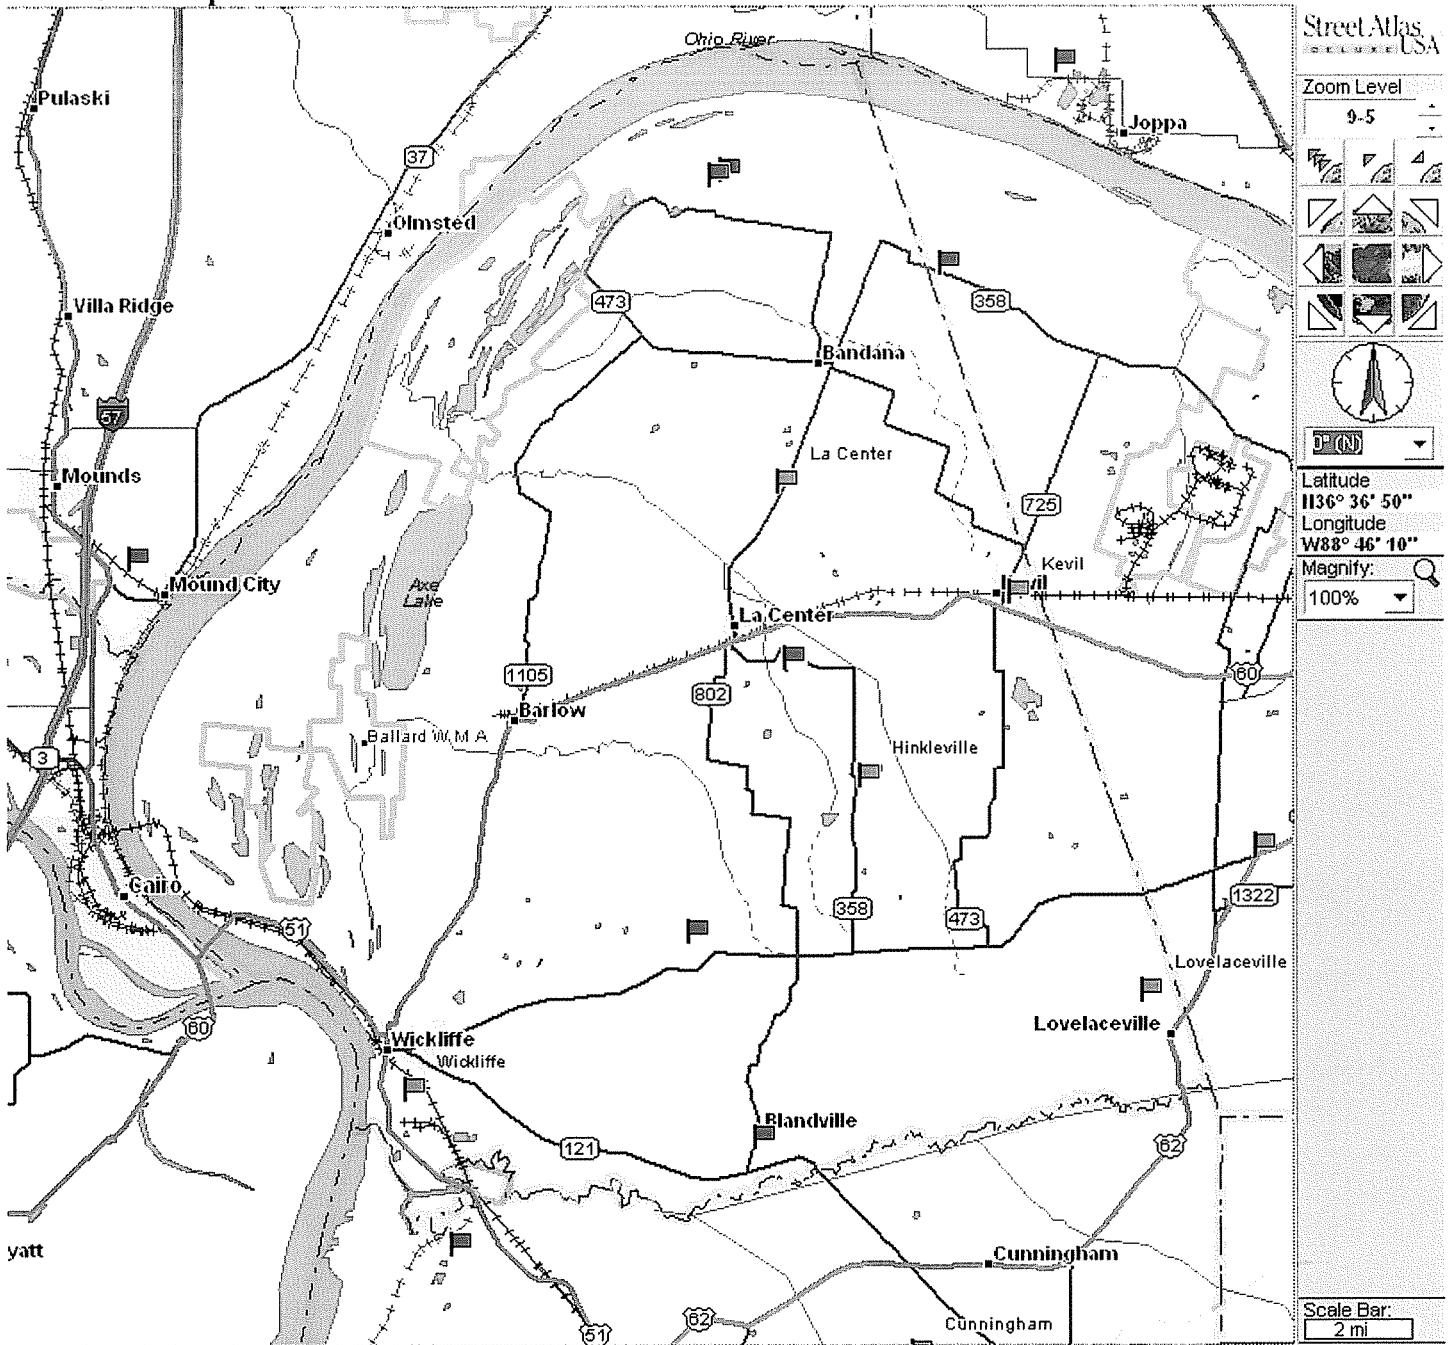 Ohio River
Street Atlas
DELUXE USA
Zoom Level
9-5
Pulaski
Joppa
37
Olmsted
473
358
Villa Ridge
Bandana
57
0° (N)
La Center
Mounds
Latitude
N36° 36' 50"
725
Longitude
W88° 46' 10"
Kevil
Magnify:
100%
Mound City
Axe
Lake
La Center
1105
802
60
Barlow
Ballard W M A
Hinkleville
3
Cairo
358
473
1322
51
Lovelaceville
60
Lovelaceville
Wickliffe
Wickliffe
Blandville
121
62
yatt
Cunningham
Scale Bar:
2 mi
62
Cunningham
51